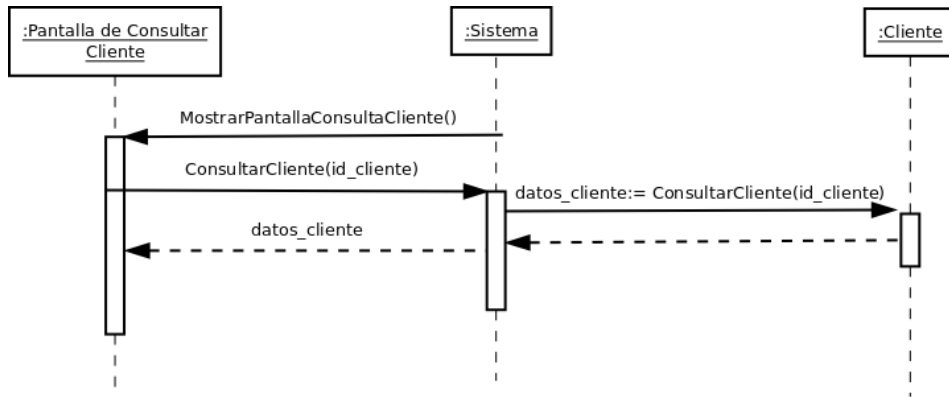 :Pantalla de Consultar
Cliente
:Sistema
:Cliente
MostrarPantallaConsultaCliente()
ConsultarCliente(id_cliente)
datos_cliente:= ConsultarCliente(id_cliente)
datos_cliente